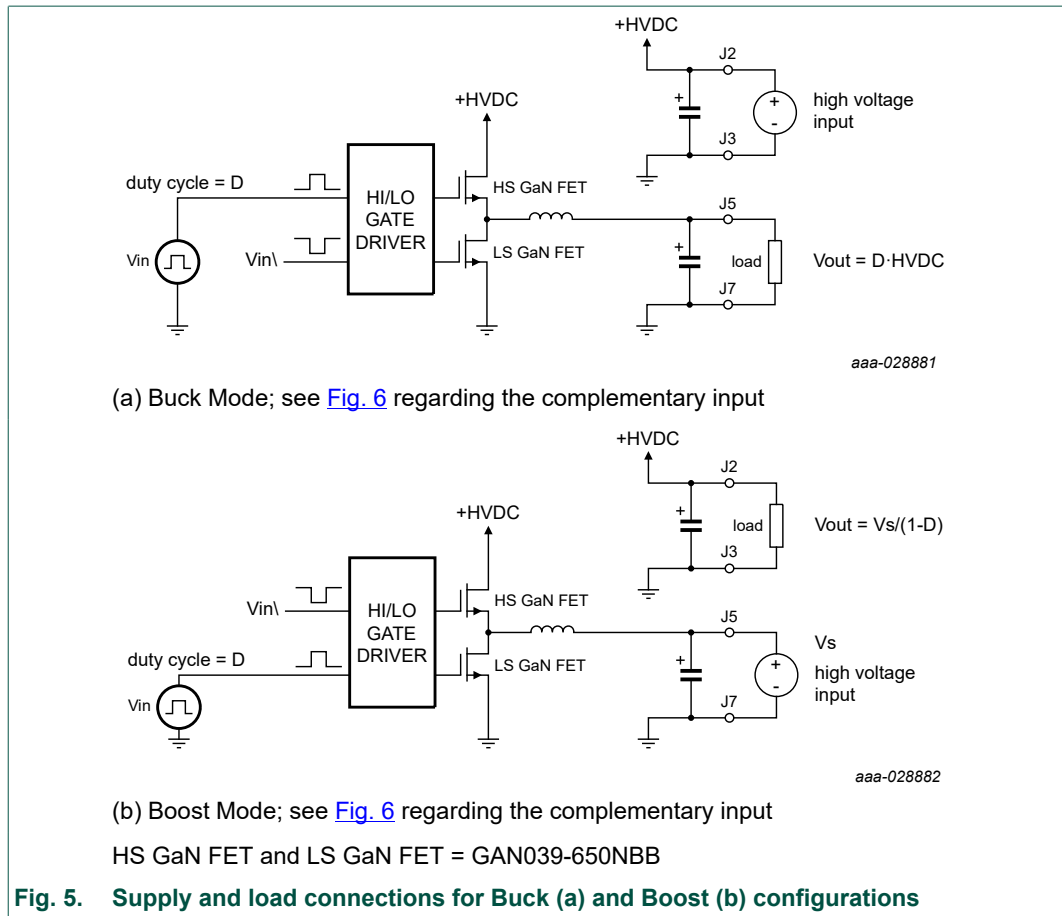 +HVDC
J2
+
+
-
high voltage
input
J3
+HVDC
duty cycle = D
HI/LO
GATE
DRIVER
HS GaN FET
Vin
Vin\
LS GaN FET
J5
+
load
Vout = D·HVDC
J7
aaa-028881
(a) Buck Mode; see Fig. 6 regarding the complementary input
+HVDC
J2
+
load
Vout = Vs/(1-D)
J3
+HVDC
Vin\
HI/LO
GATE
DRIVER
HS GaN FET
duty cycle = D
Vin
LS GaN FET
J5
+
+
-
Vs
high voltage
input
J7
aaa-028882
(b) Boost Mode; see Fig. 6 regarding the complementary input
HS GaN FET and LS GaN FET = GAN039-650NBB
Fig. 5. Supply and load connections for Buck (a) and Boost (b) configurations